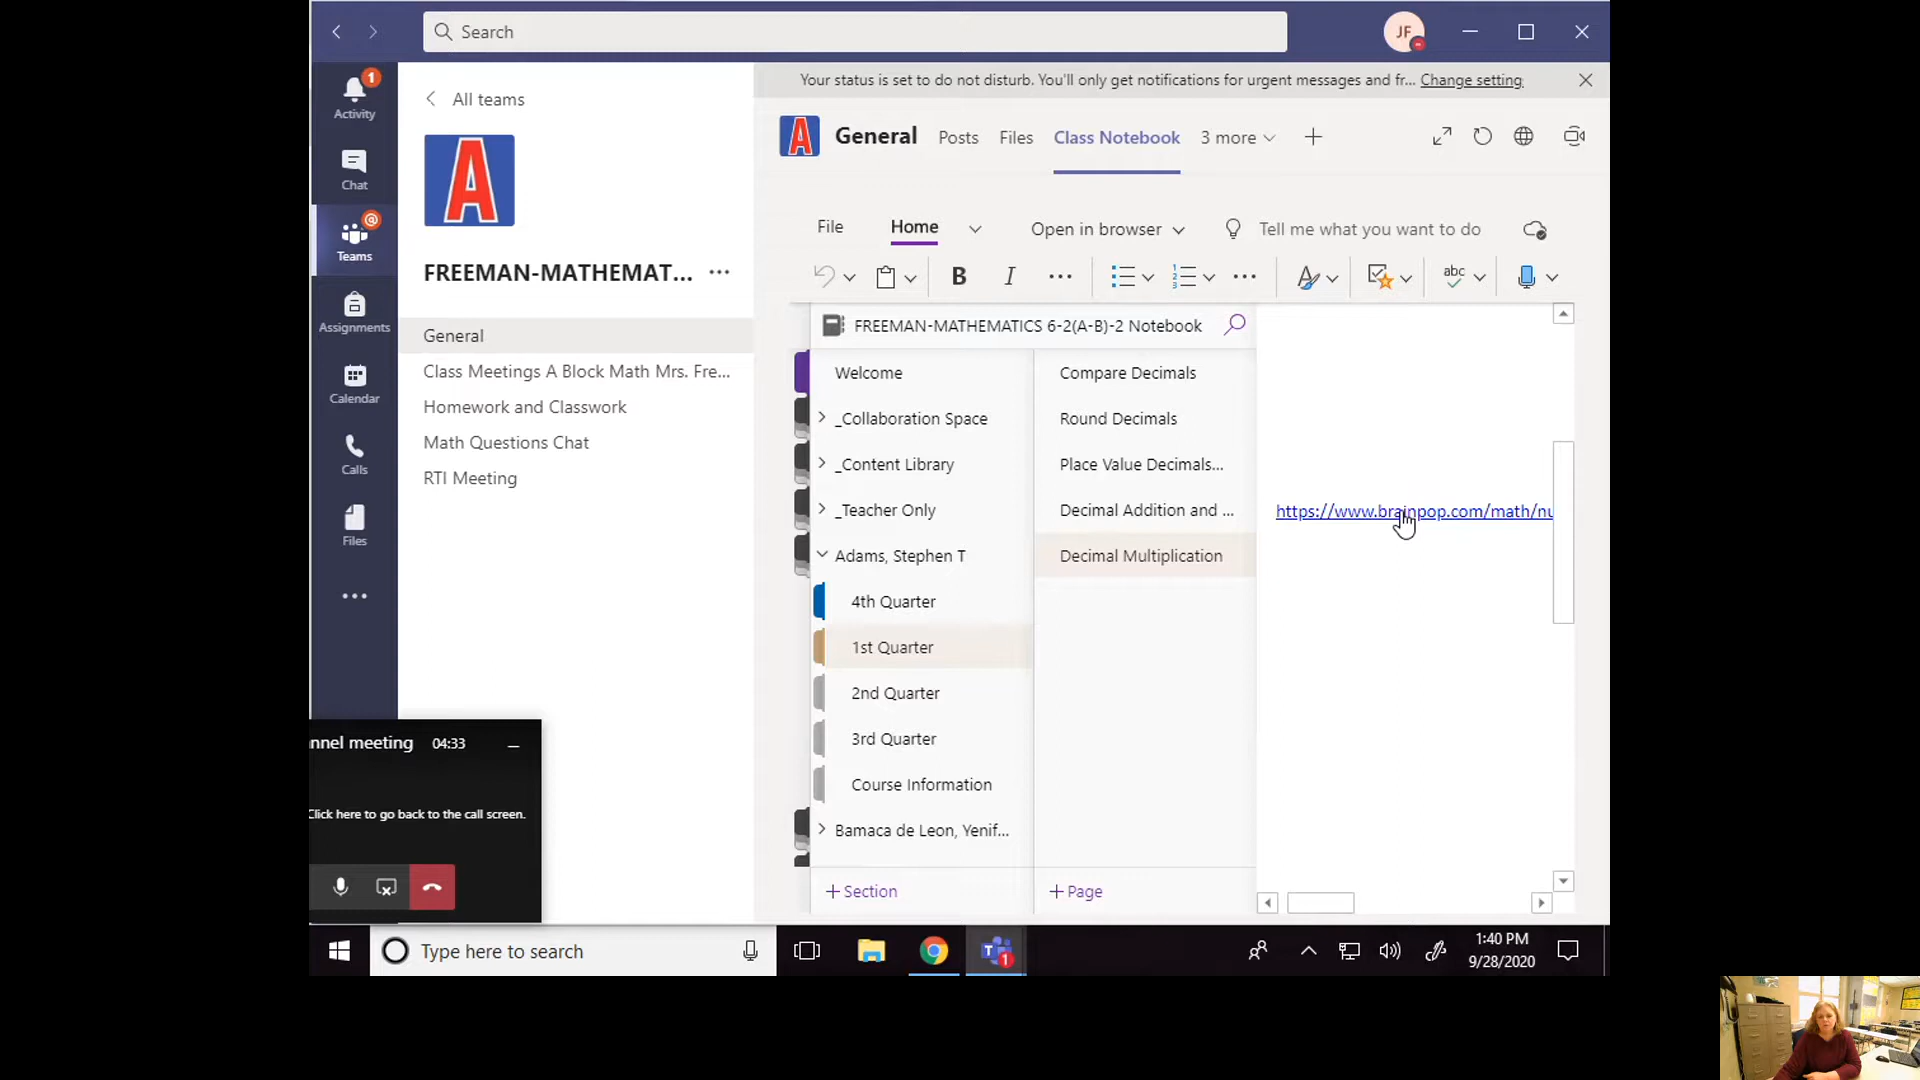 Search
JF
Activity
1
Chat
Teams
Assignments
Calendar
Calls
Files
All teams
A
FREEMAN-MATHEMAT...
General
Class Meetings A Block Math Mrs. Fre...
Homework and Classwork
Math Questions Chat
RTI Meeting
Your status is set to do not disturb. You'll only get notifications for urgent messages and fr... Change setting
A General Posts Files Class Notebook 3 more
File Home Open in browser Tell me what you want to do
B I abc
FREEMAN-MATHEMATICS 6-2(A-B)-2 Notebook
Welcome
_Collaboration Space
_Content Library
_Teacher Only
Adams, Stephen T
4th Quarter
1st Quarter
2nd Quarter
3rd Quarter
Course Information
Bamaca de Leon, Yenif...
+ Section
Compare Decimals
Round Decimals
Place Value Decimals...
Decimal Addition and ...
Decimal Multiplication
+ Page
https://www.brainpop.com/math/nu
nnel meeting 04:33
Click here to go back to the call screen.
Type here to search
1
1:40 PM
9/28/2020